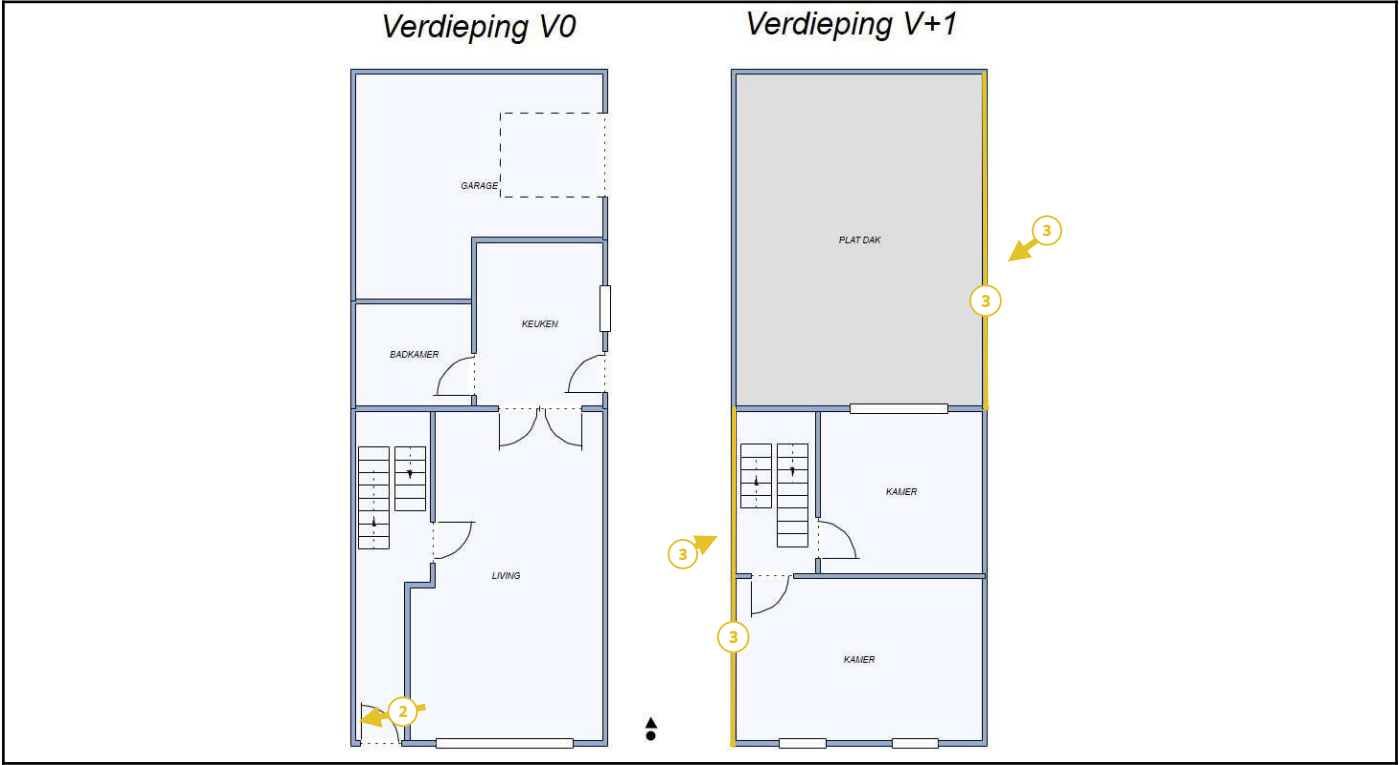 Verdieping V0
Verdieping V+1
GARAGE
PLAT DAK
3
3
KEUKEN
BADKAMER
KAMER
3
LIVING
3
KAMER
2